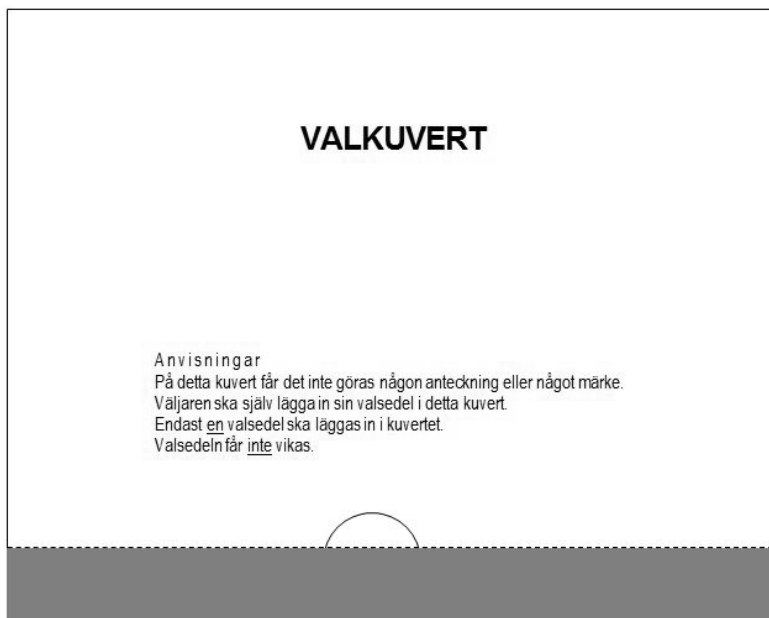 VALKUVERT
Anvisningar
På detta kuvert får det inte göras någon anteckning eller något märke.
Väljaren ska själv lägga in sin valsedel i detta kuvert.
Endast en valsedel ska läggas in i kuvertet.
Valsedeln får inte vikas.